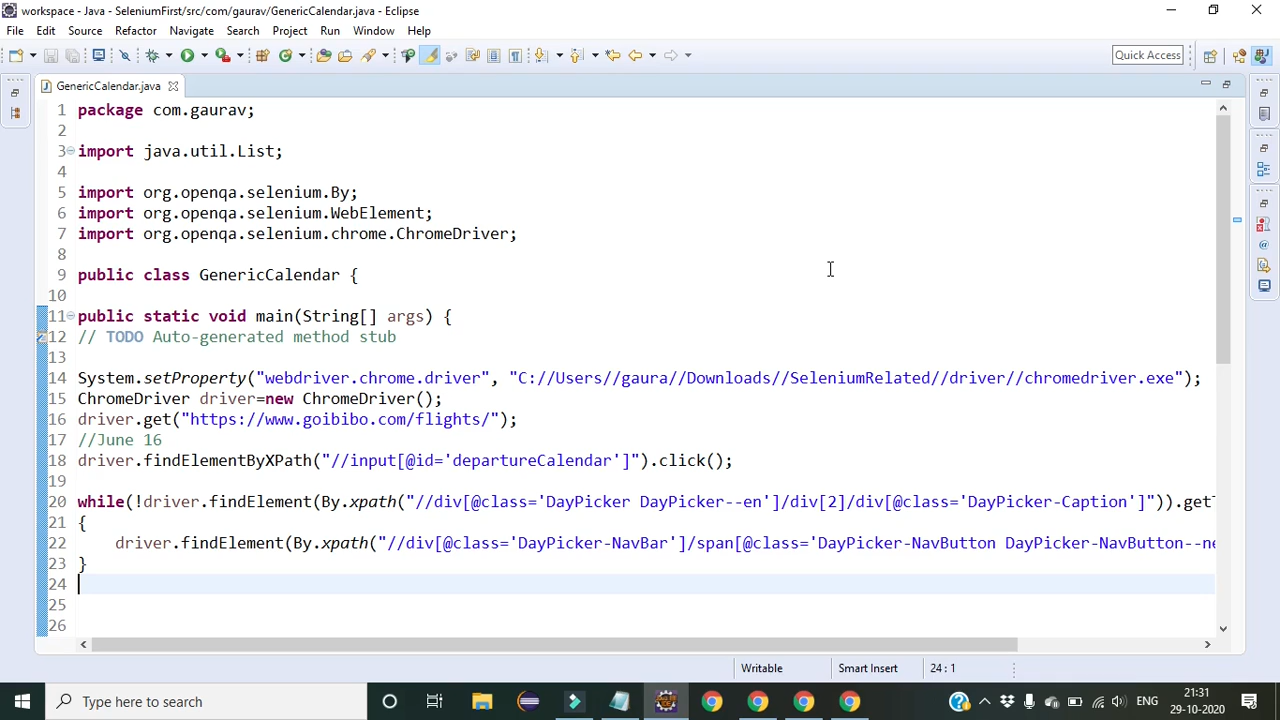 workspace - Java - SeleniumFirst/src/com/gaurav/GenericCalendar.java - Eclipse
File Edit Source Refactor Navigate Search Project Run Window Help
Quick Access
GenericCalendar.java
1 package com.gaurav;
2
3 import java.util.List;
4
5 import org.openqa.selenium.By;
6 import org.openqa.selenium.WebElement;
7 import org.openqa.selenium.chrome.ChromeDriver;
8
9 public class GenericCalendar {
10
11 public static void main(String[] args) {
12 // TODO Auto-generated method stub
13
14 System.setProperty("webdriver.chrome.driver", "C://Users//gaura//Downloads//SeleniumRelated//driver//chromedriver.exe");
15 ChromeDriver driver=new ChromeDriver();
16 driver.get("https://www.goibibo.com/flights/");
17 //June 16
18 driver.findElementByXPath("//input[@id='departureCalendar']").click();
19
20 while(!driver.findElement(By.xpath("//div[@class='DayPicker DayPicker--en']/div[2]/div[@class='DayPicker-Caption']")).get
21 {
22 driver.findElement(By.xpath("//div[@class='DayPicker-NavBar']/span[@class='DayPicker-NavButton DayPicker-NavButton--ne
23 }
24
25
26
Writable Smart Insert 24 : 1
Type here to search
ENG
21:31
29-10-2020